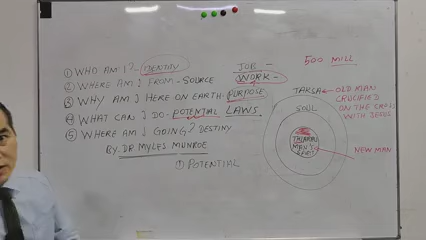 ① WHO AM I? - IDENTITY
② WHERE AM I FROM - SOURCE
③ WHY AM I HERE ON EARTH - PURPOSE
④ WHAT CAN I DO - POTENTIAL LAWS
⑤ WHERE AM I GOING? DESTINY
BY DR MYLES MUNROE
① POTENTIAL
JOB -
WORK -
500 MILL
OLD MAN
CRUCIFIED
ON THE CROSS
WITH JESUS
SOUL
MAN'S
SPIRIT
NEW MAN